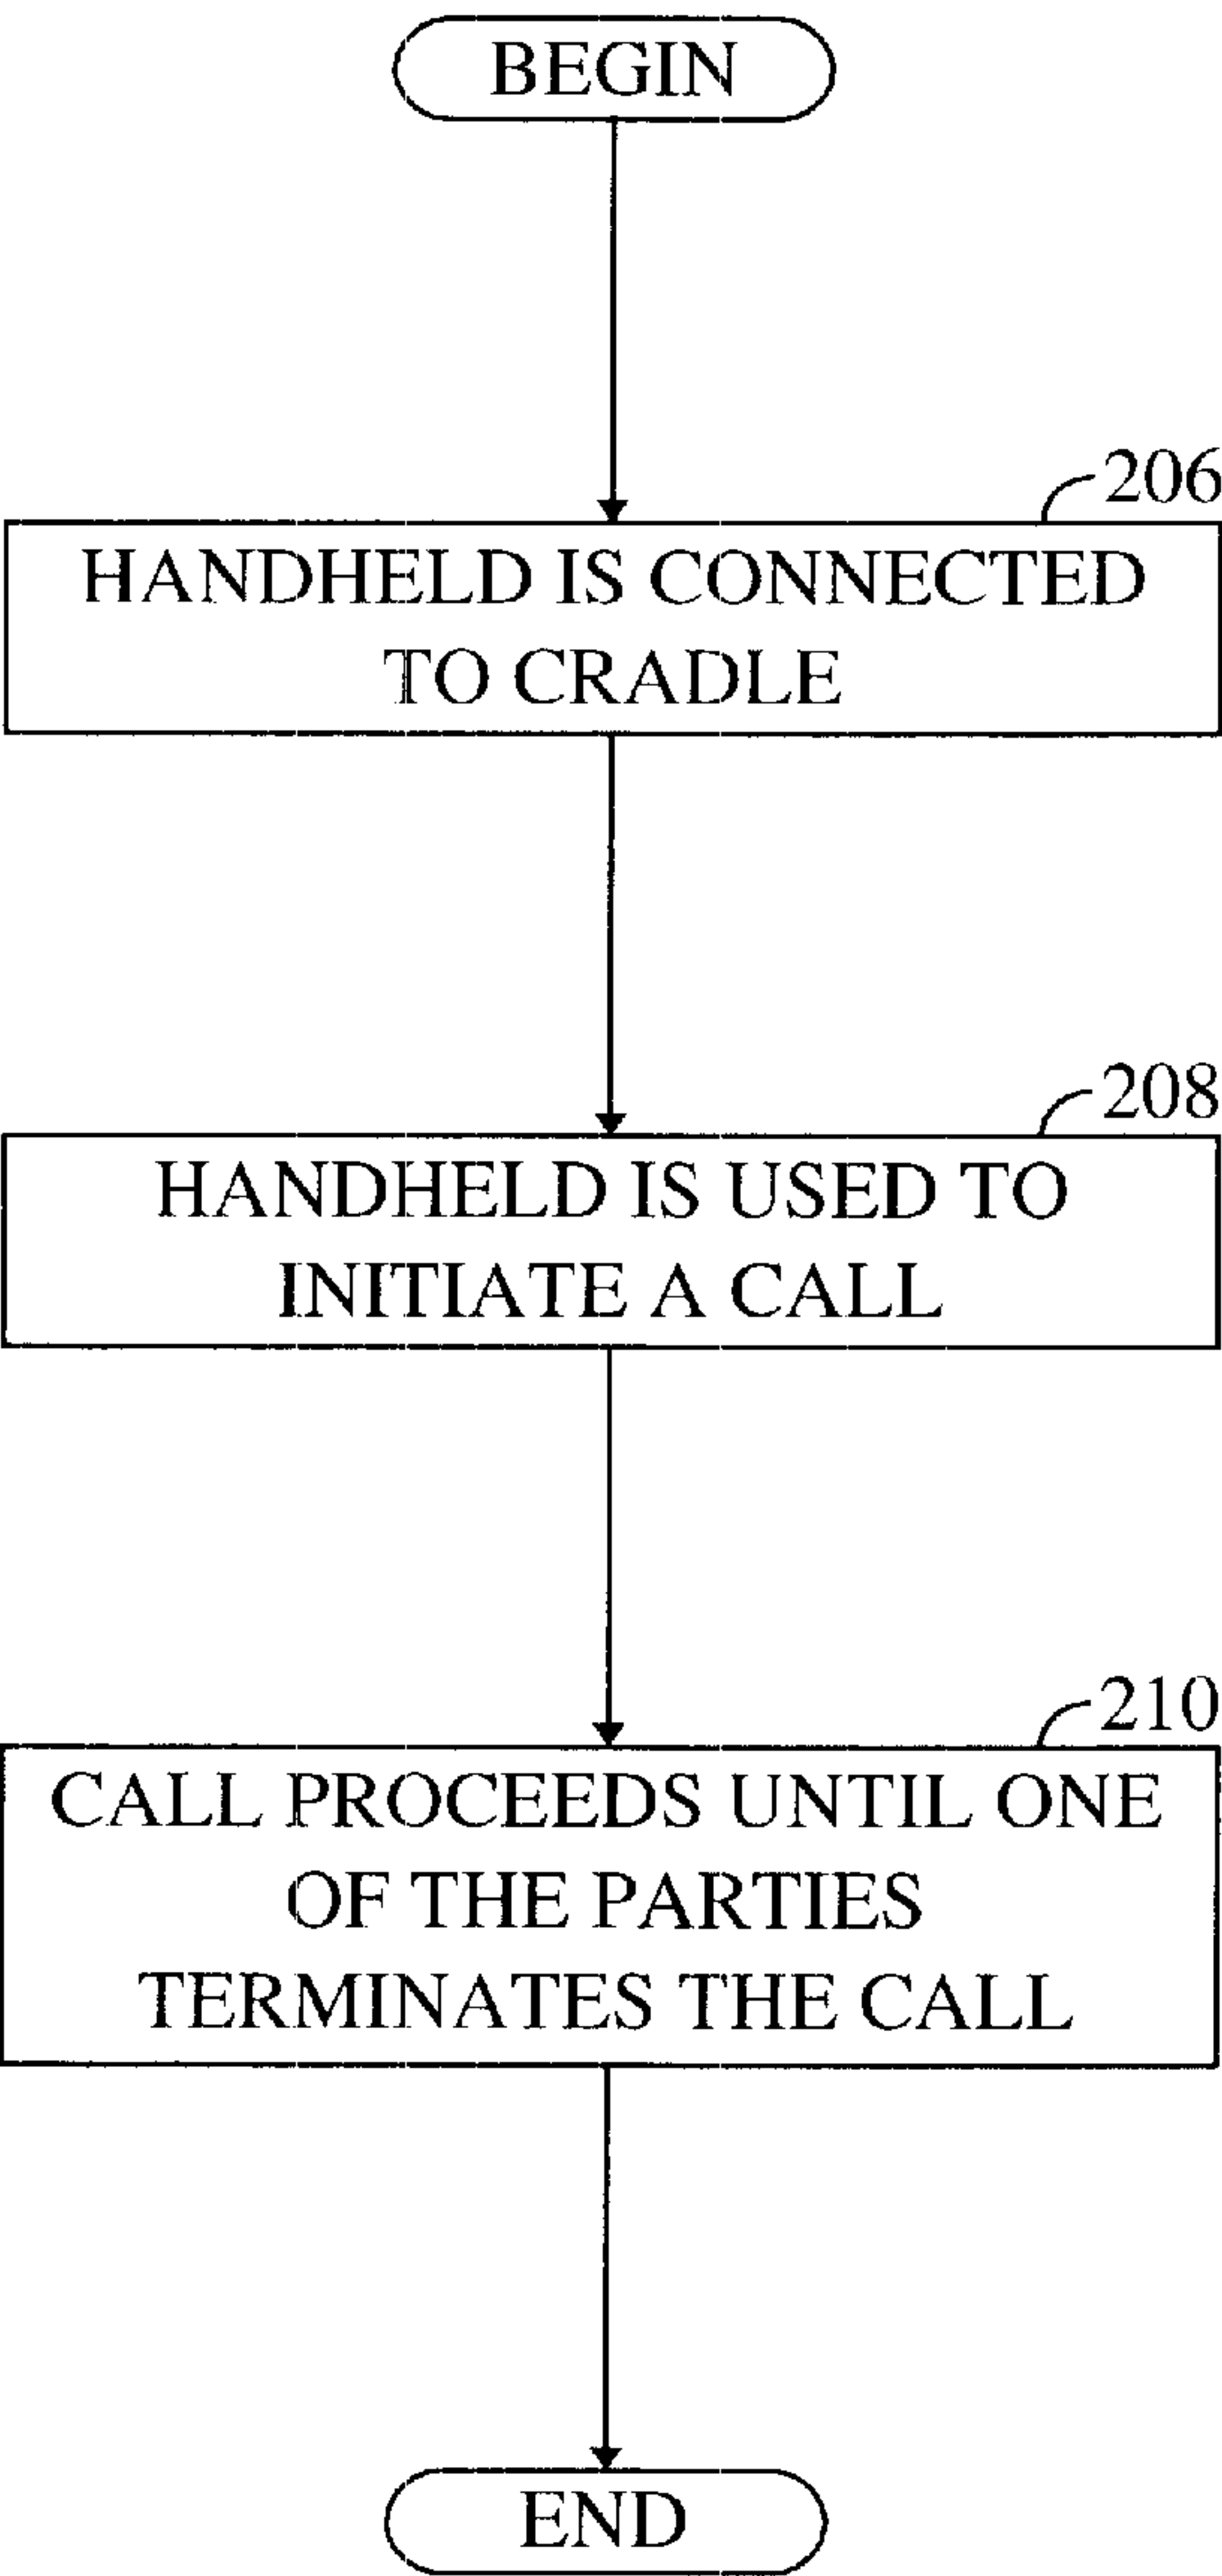 BEGIN
206
HANDHELD IS CONNECTED
TO CRADLE
208
HANDHELD IS USED TO
INITIATE A CALL
210
CALL PROCEEDS UNTIL ONE
OF THE PARTIES
TERMINATES THE CALL
END